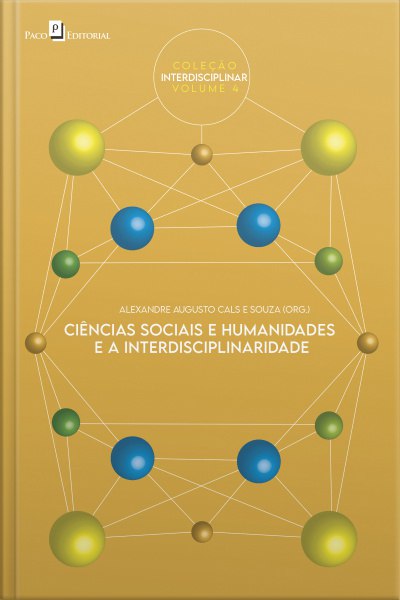 PACO EDITORIAL
COLEÇÃO
INTERDISCIPLINAR
VOLUME 4
ALEXANDRE AUGUSTO CALS E SOUZA (ORG.)
CIÊNCIAS SOCIAIS E HUMANIDADES
E A INTERDISCIPLINARIDADE